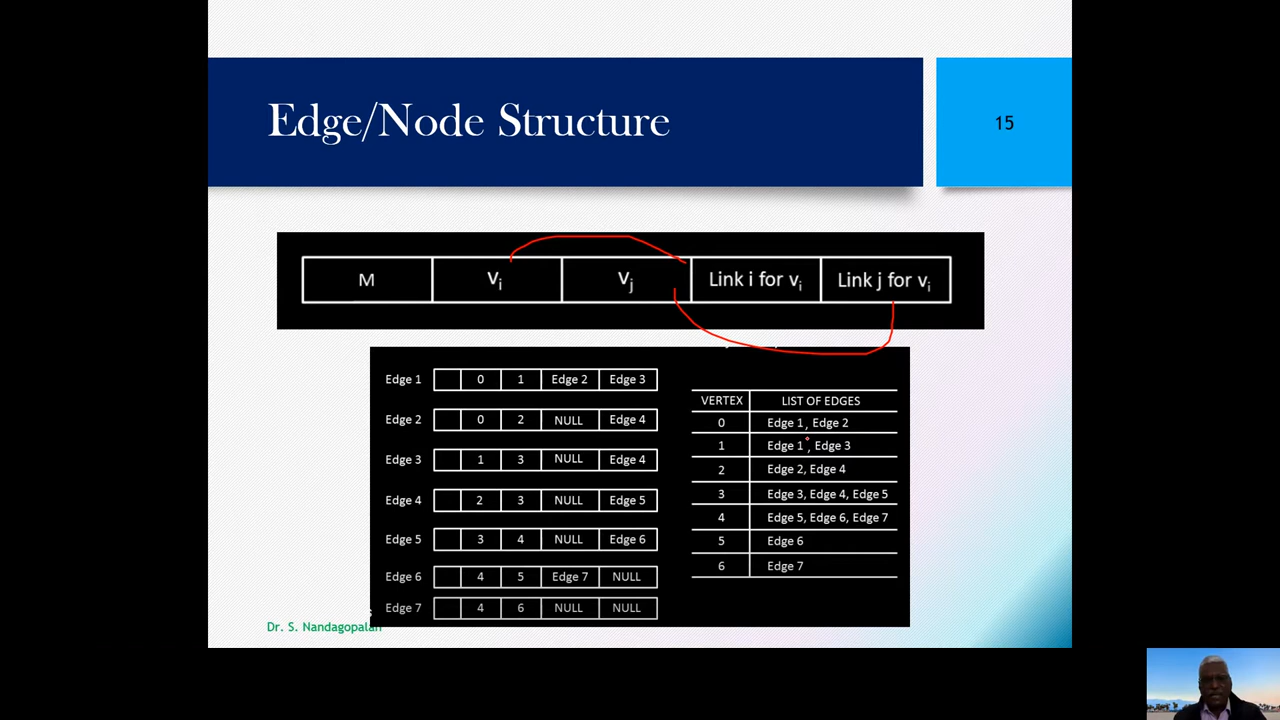 Edge/Node Structure
15
M Vi Vj Link i for vi Link j for vi
Edge 1 0 1 Edge 2 Edge 3
Edge 2 0 2 NULL Edge 4
Edge 3 1 3 NULL Edge 4
Edge 4 2 3 NULL Edge 5
Edge 5 3 4 NULL Edge 6
Edge 6 4 5 Edge 7 NULL
Edge 7 4 6 NULL NULL
VERTEX LIST OF EDGES
0 Edge 1, Edge 2
1 Edge 1, Edge 3
2 Edge 2, Edge 4
3 Edge 3, Edge 4, Edge 5
4 Edge 5, Edge 6, Edge 7
5 Edge 6
6 Edge 7
Dr. S. Nandagopalan